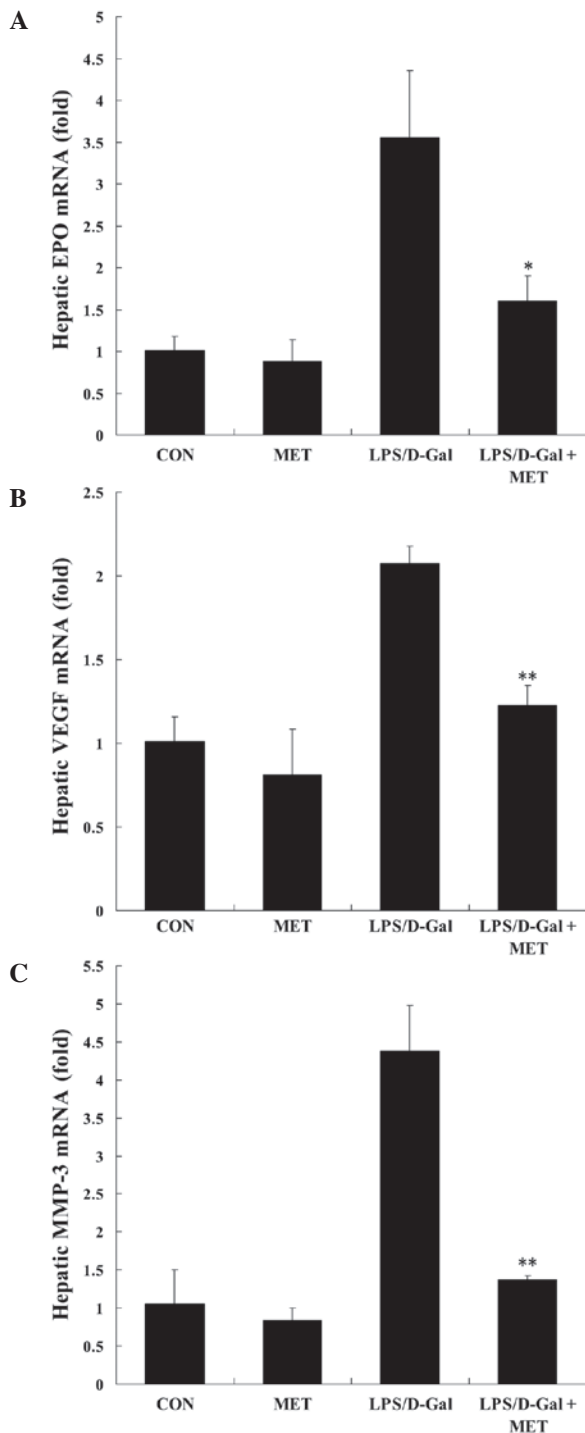 A
Hepatic EPO mRNA (fold)
5
4.5
4
3.5
3
2.5
2
1.5
1
0.5
0
*
CON MET LPS/D-Gal LPS/D-Gal +
MET
B
Hepatic VEGF mRNA (fold)
2.5
2
1.5
1
0.5
0
**
CON MET LPS/D-Gal LPS/D-Gal +
MET
C
Hepatic MMP-3 mRNA (fold)
5.5
5
4.5
4
3.5
3
2.5
2
1.5
1
0.5
0
**
CON MET LPS/D-Gal LPS/D-Gal +
MET